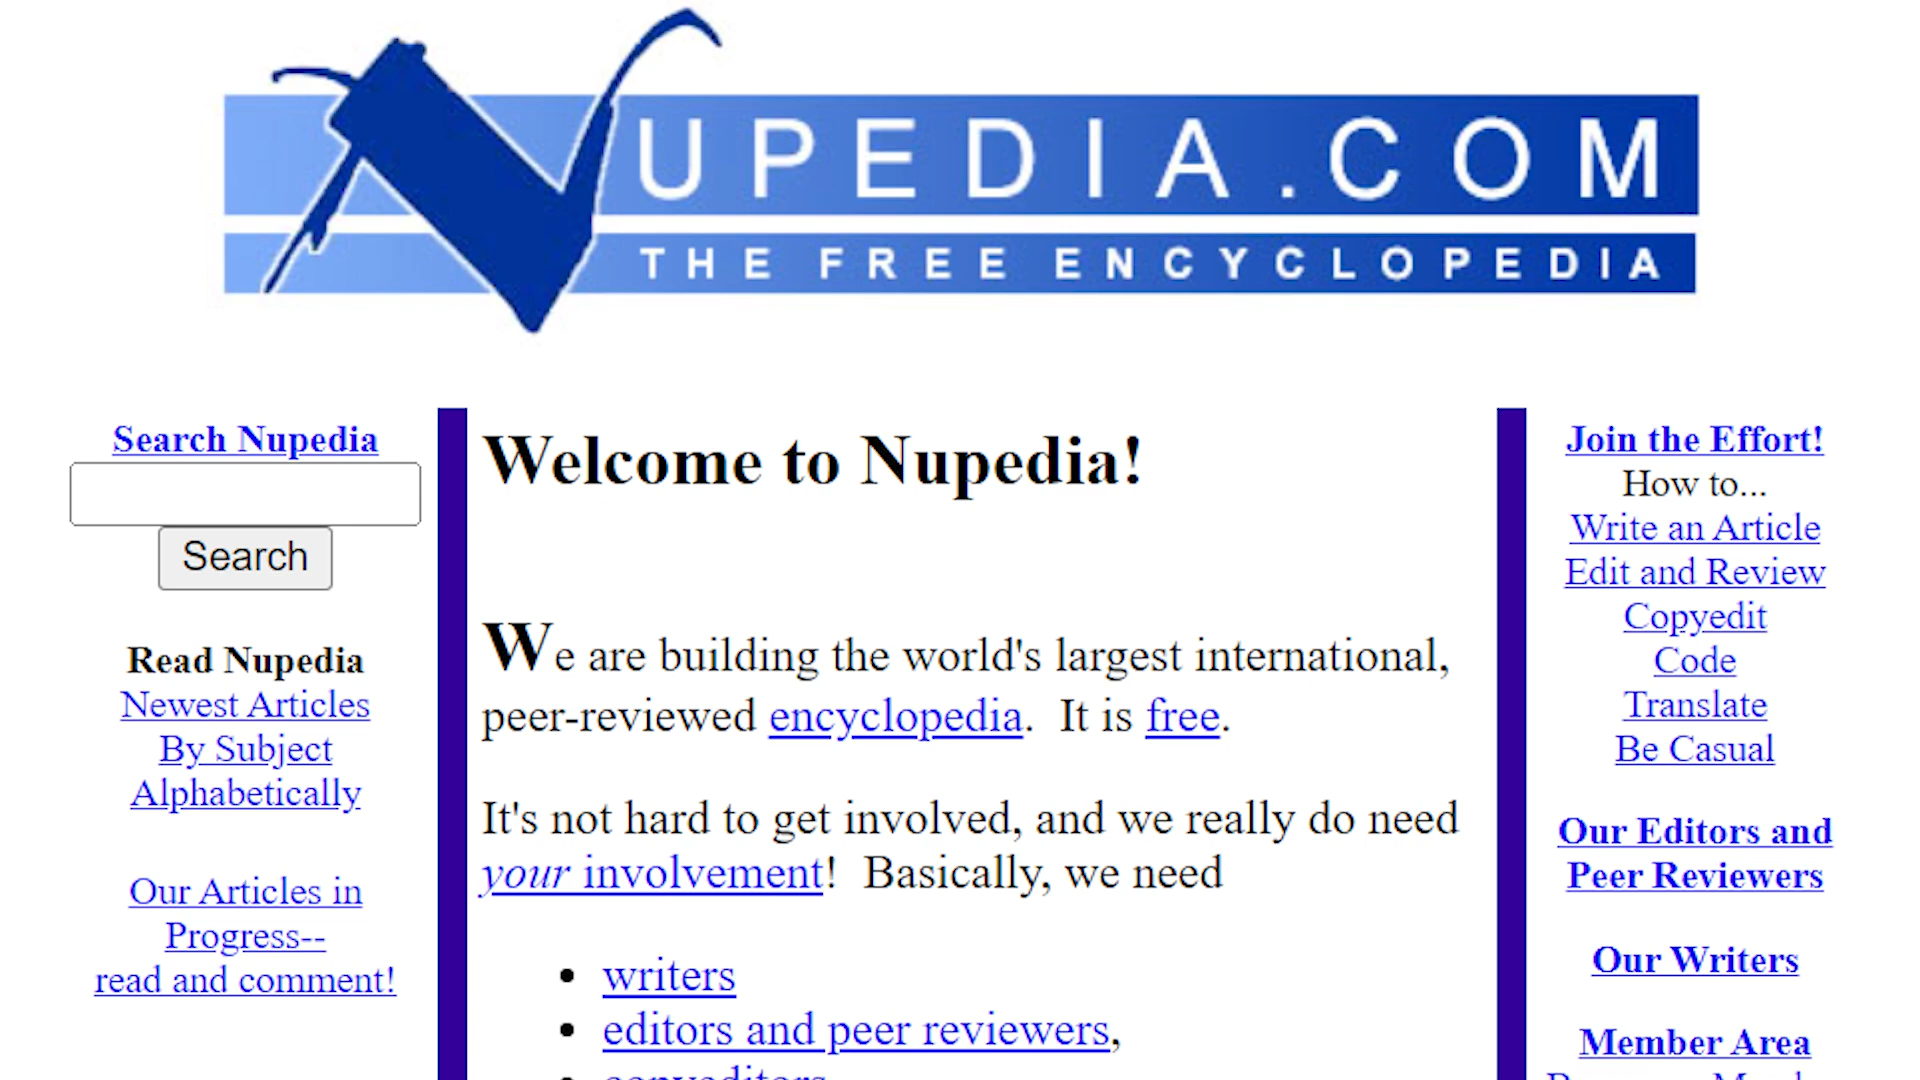 NUPEDIA.COM
THE FREE ENCYCLOPEDIA
Search Nupedia
Search
Read Nupedia
Newest Articles
By Subject
Alphabetically
Our Articles in
Progress--
read and comment!
Welcome to Nupedia!
We are building the world's largest international,
peer-reviewed encyclopedia.  It is free.
It's not hard to get involved, and we really do need
your involvement!  Basically, we need
• writers
• editors and peer reviewers,
• copyeditors
Join the Effort!
How to...
Write an Article
Edit and Review
Copyedit
Code
Translate
Be Casual
Our Editors and
Peer Reviewers
Our Writers
Member Area